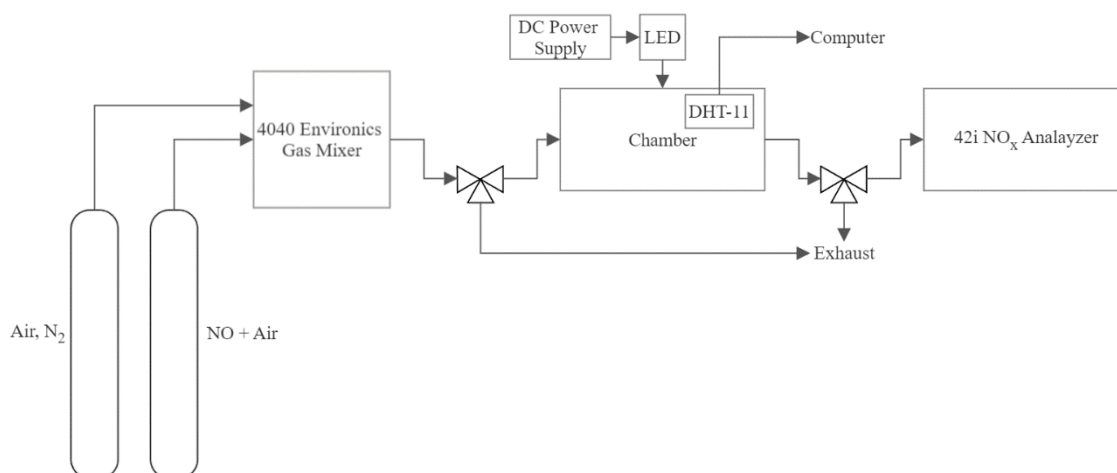 DC Power
Supply
LED
Computer
4040 Environics
Gas Mixer
DHT-11
Chamber
42i NOₓ Analayzer
Exhaust
Air, N₂
NO + Air